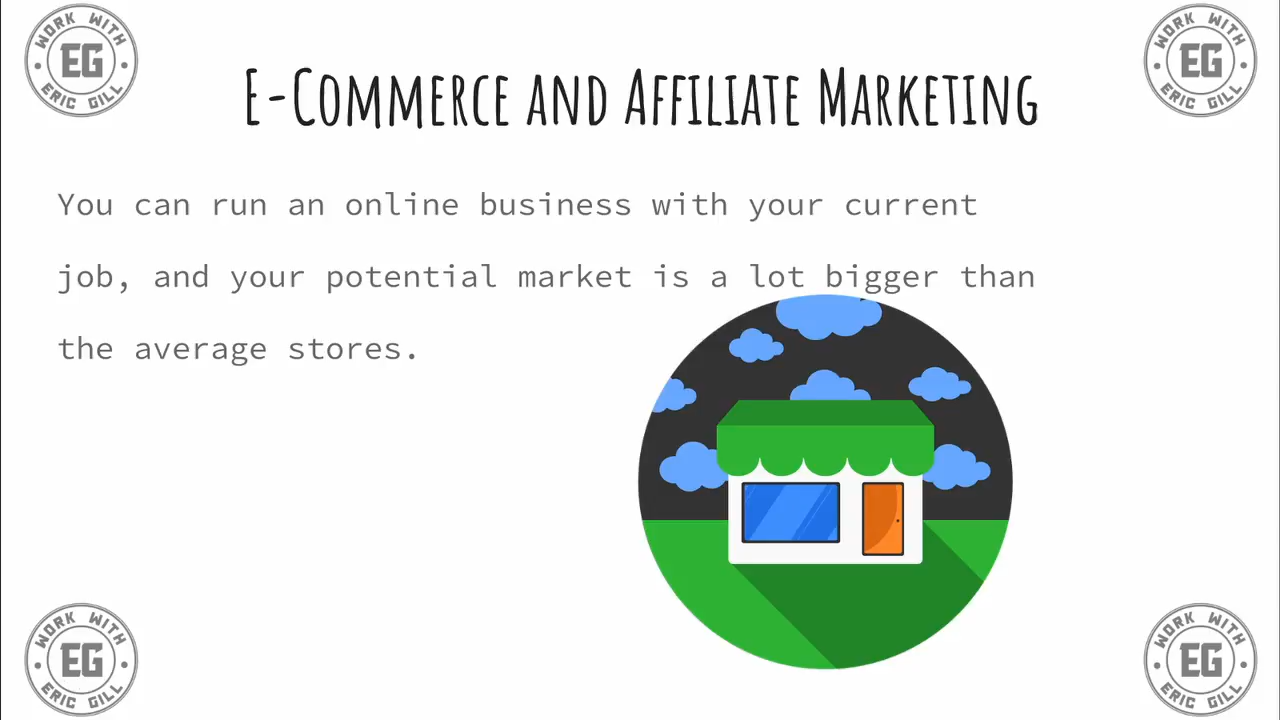 WORK WITH
EG
ERIC GILL
WORK WITH
EG
ERIC GILL
E-Commerce and Affiliate Marketing
You can run an online business with your current
job, and your potential market is a lot bigger than
the average stores.
WORK WITH
EG
ERIC GILL
WORK WITH
EG
ERIC GILL